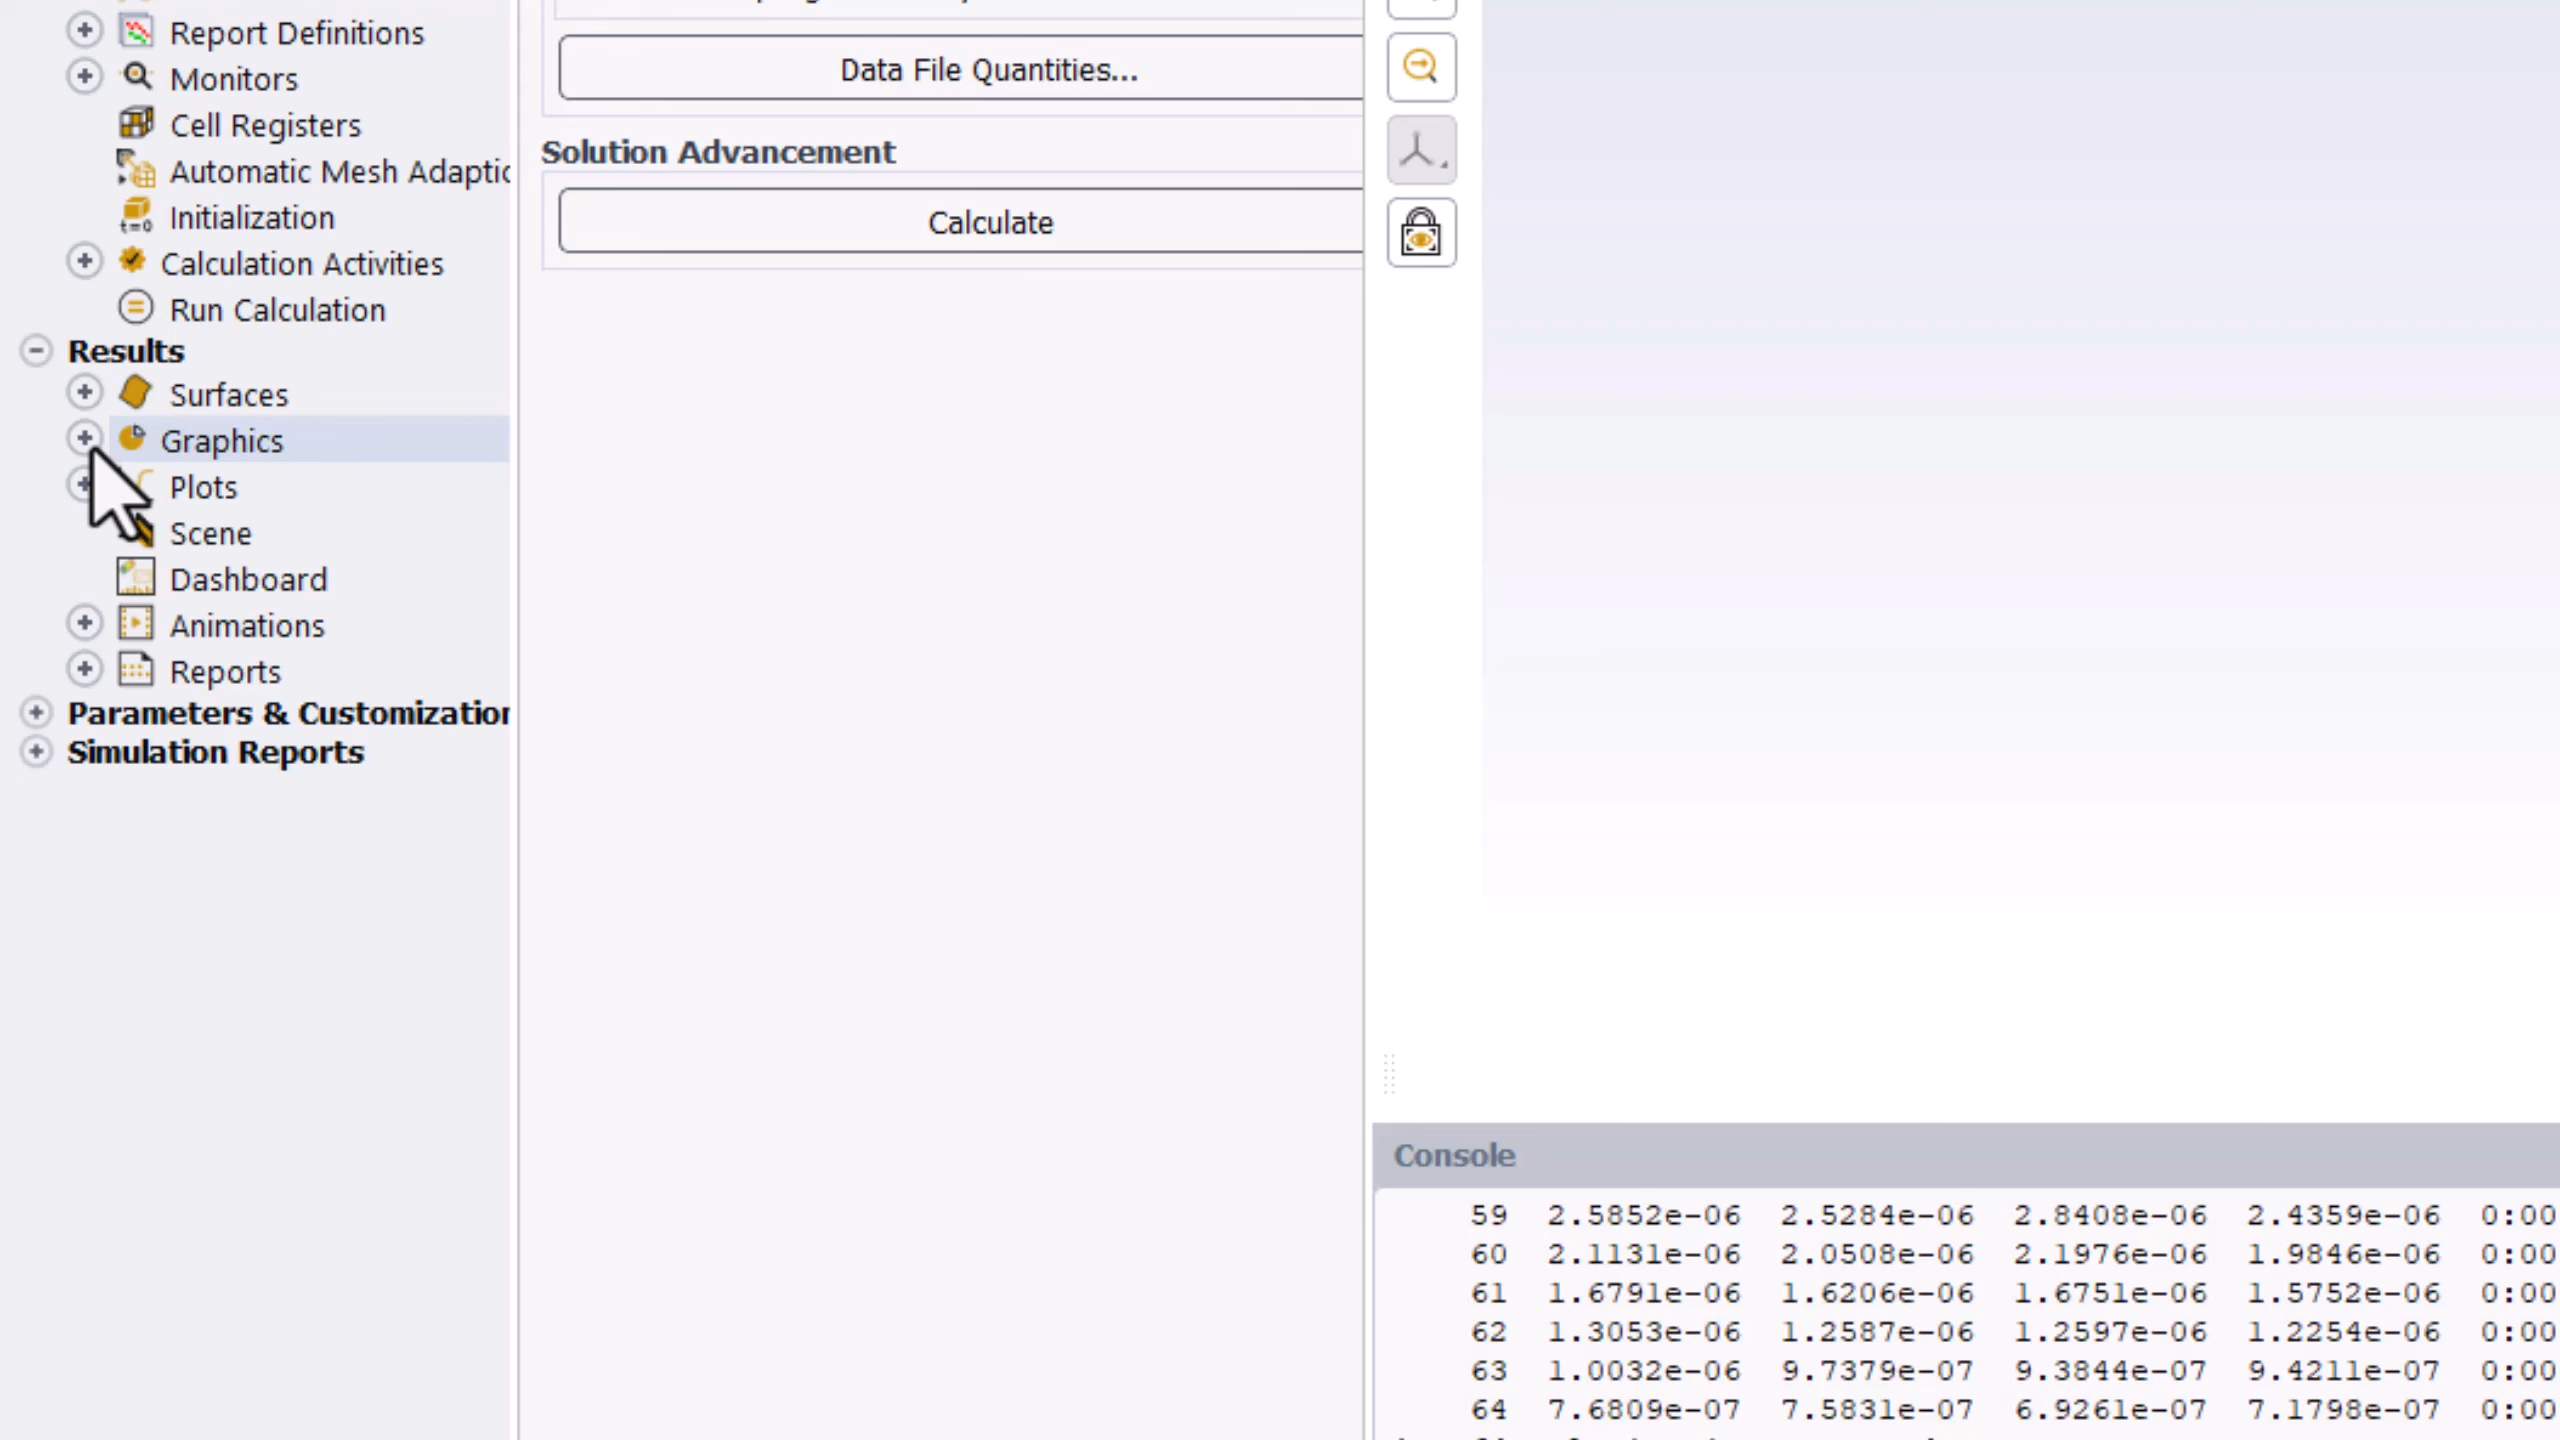 Report Definitions
Monitors
Cell Registers
Automatic Mesh Adaptic
t=0 Initialization
Calculation Activities
Run Calculation
Results
Surfaces
Graphics
Plots
Scene
Dashboard
Animations
Reports
Parameters & Customization
Simulation Reports
Data File Quantities...
Solution Advancement
Calculate
Console
59 2.5852e-06 2.5284e-06 2.8408e-06 2.4359e-06 0:00
60 2.1131e-06 2.0508e-06 2.1976e-06 1.9846e-06 0:00
61 1.6791e-06 1.6206e-06 1.6751e-06 1.5752e-06 0:00
62 1.3053e-06 1.2587e-06 1.2597e-06 1.2254e-06 0:00
63 1.0032e-06 9.7379e-07 9.3844e-07 9.4211e-07 0:00
64 7.6809e-07 7.5831e-07 6.9261e-07 7.1798e-07 0:00